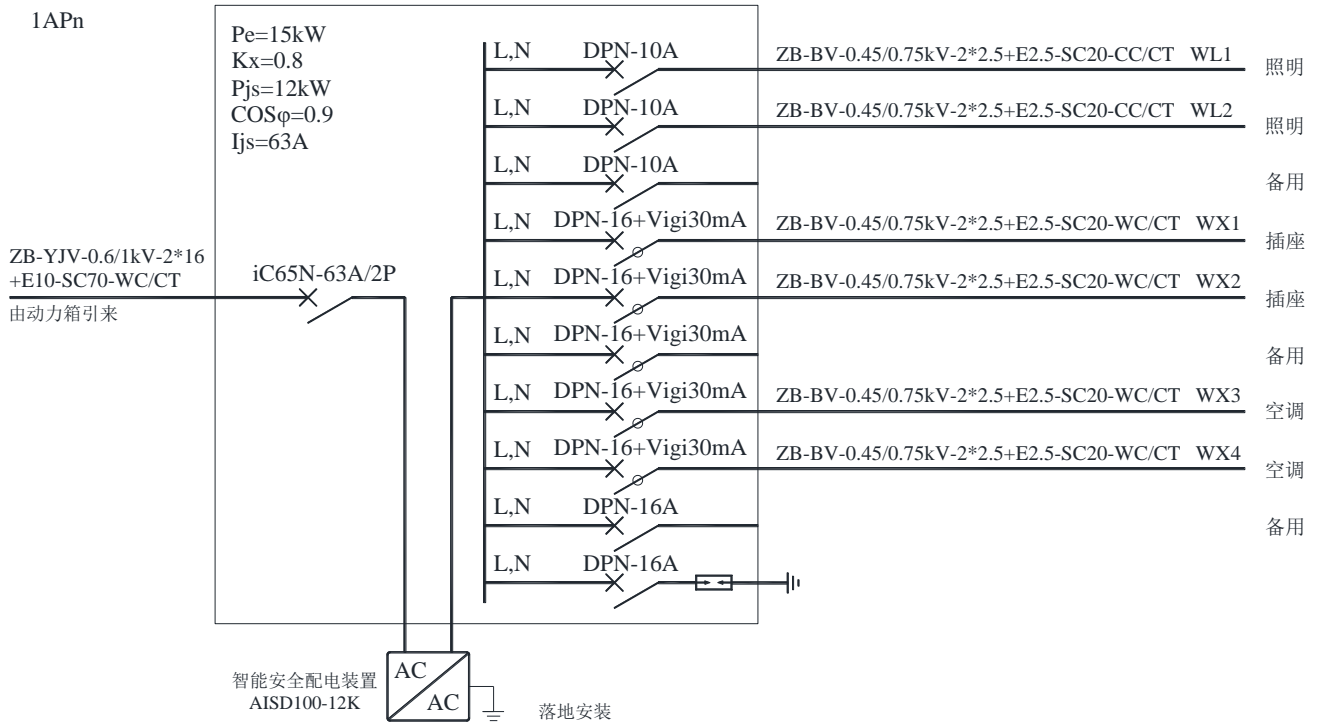 1APn
Pe=15kW
Kx=0.8
Pjs=12kW
COSφ=0.9
Ijs=63A
L,N DPN-10A ZB-BV-0.45/0.75kV-2*2.5+E2.5-SC20-CC/CT WL1 照明
L,N DPN-10A ZB-BV-0.45/0.75kV-2*2.5+E2.5-SC20-CC/CT WL2 照明
L,N DPN-10A 备用
L,N DPN-16+Vigi30mA ZB-BV-0.45/0.75kV-2*2.5+E2.5-SC20-WC/CT WX1 插座
ZB-YJV-0.6/1kV-2*16
+E10-SC70-WC/CT
由动力箱引来
iC65N-63A/2P
L,N DPN-16+Vigi30mA ZB-BV-0.45/0.75kV-2*2.5+E2.5-SC20-WC/CT WX2 插座
L,N DPN-16+Vigi30mA 备用
L,N DPN-16+Vigi30mA ZB-BV-0.45/0.75kV-2*2.5+E2.5-SC20-WC/CT WX3 空调
L,N DPN-16+Vigi30mA ZB-BV-0.45/0.75kV-2*2.5+E2.5-SC20-WC/CT WX4 空调
L,N DPN-16A 备用
L,N DPN-16A
智能安全配电装置
AISD100-12K
AC
AC
落地安装